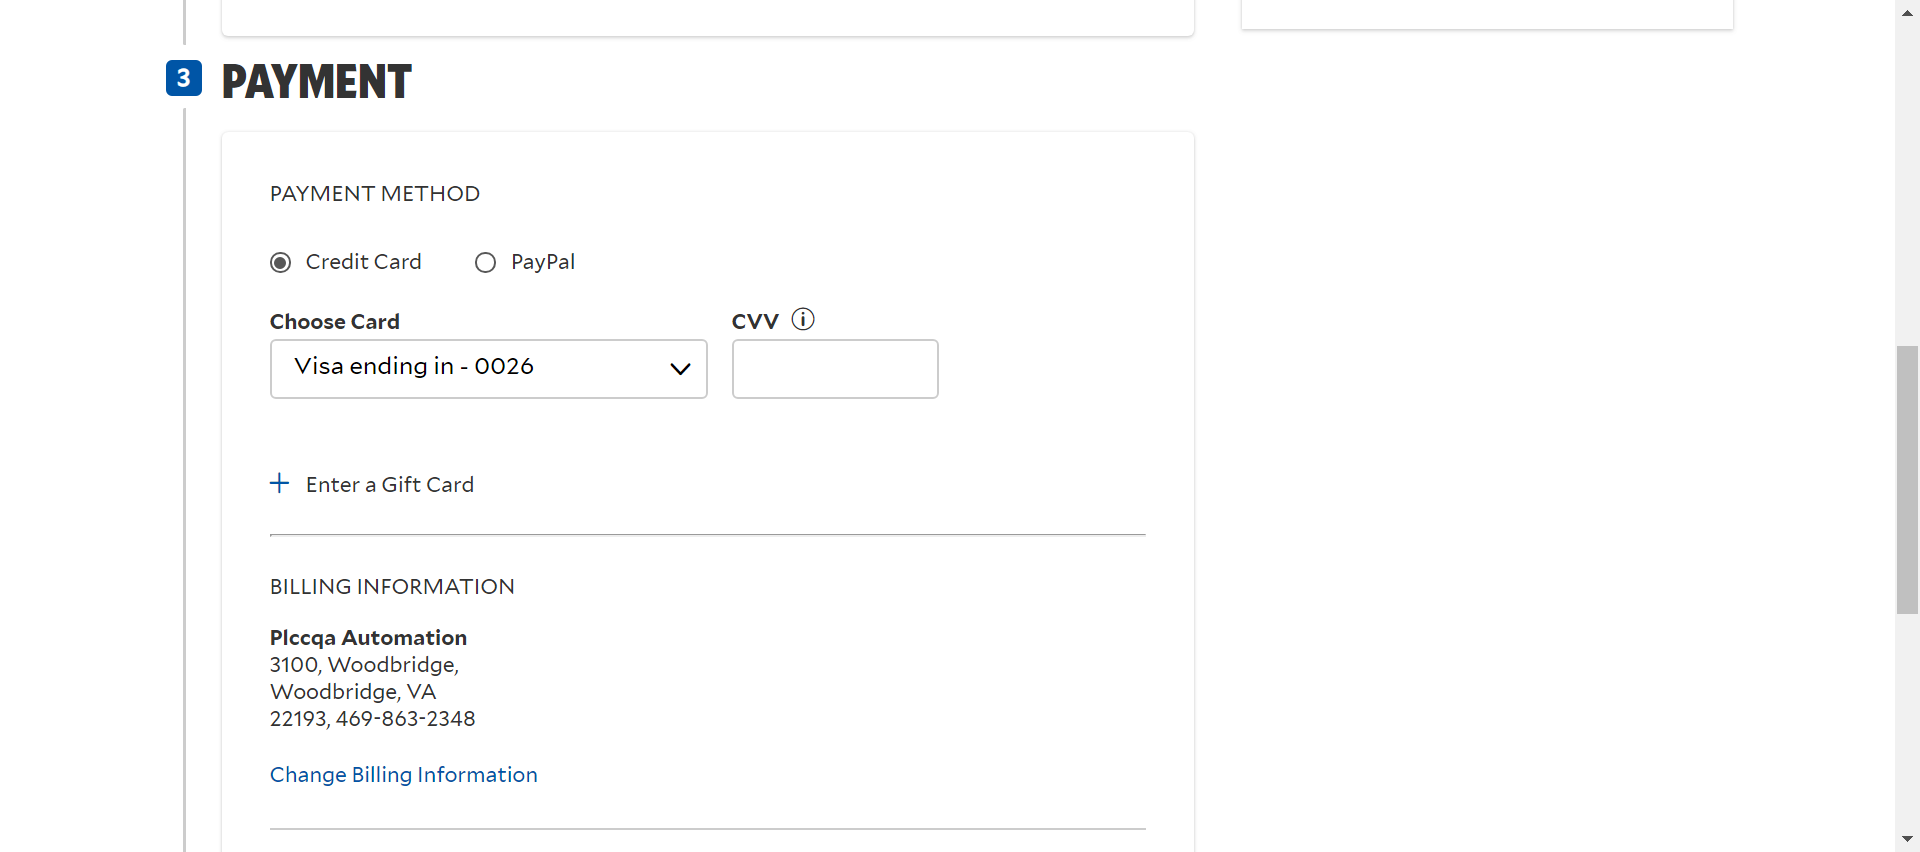 3 PAYMENT
PAYMENT METHOD
Credit Card PayPal
Choose Card CVV
Visa ending in - 0026
Enter a Gift Card
BILLING INFORMATION
Plccqa Automation
3100, Woodbridge,
Woodbridge, VA
22193, 469-863-2348
Change Billing Information